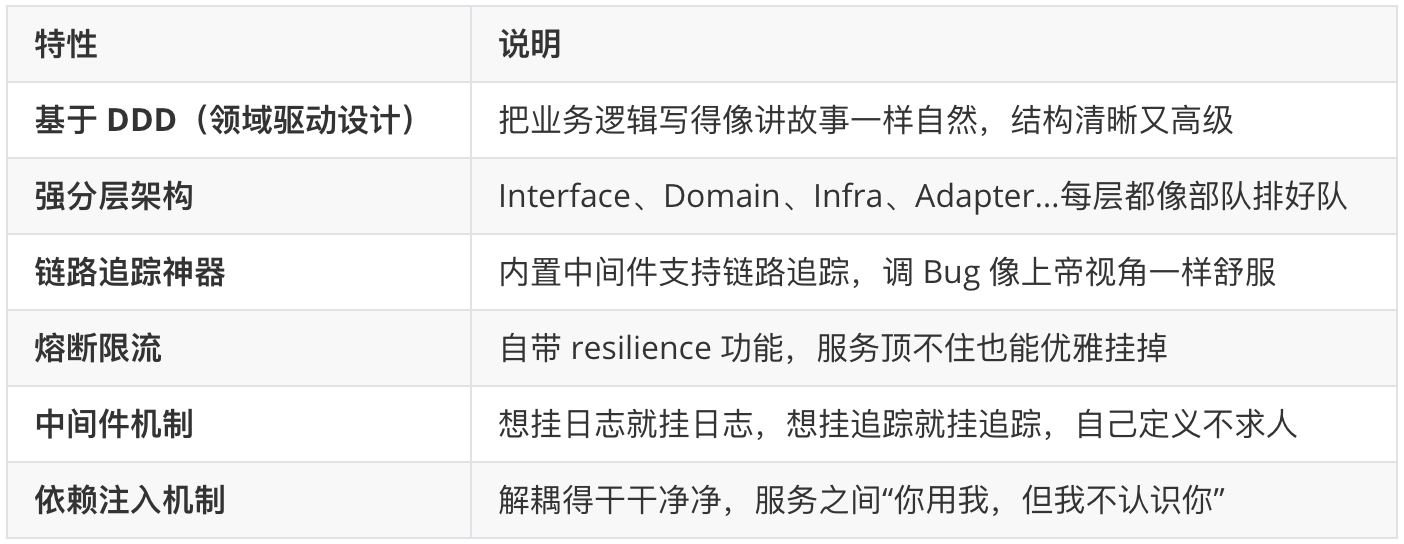 特性 说明
基于 DDD（领域驱动设计） 把业务逻辑写得像讲故事一样自然，结构清晰又高级
强分层架构 Interface、Domain、Infra、Adapter…每层都像部队排好队
链路追踪神器 内置中间件支持链路追踪，调 Bug 像上帝视角一样舒服
熔断限流 自带 resilience 功能，服务顶不住也能优雅挂掉
中间件机制 想挂日志就挂日志，想挂追踪就挂追踪，自己定义不求人
依赖注入机制 解耦得干干净净，服务之间“你用我，但我不认识你”